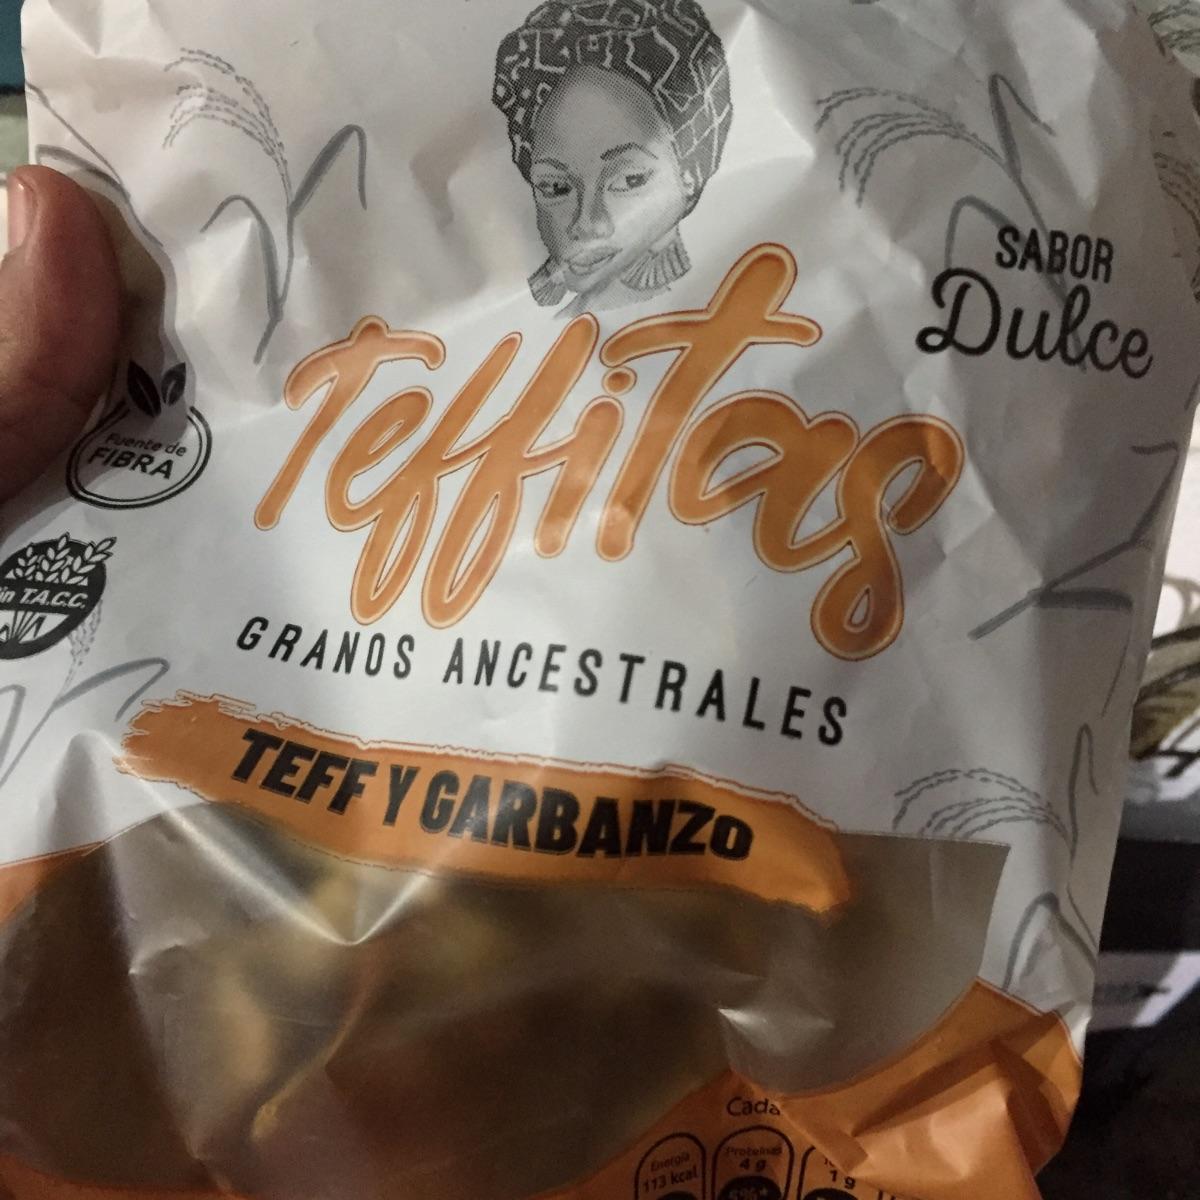 SABOR
Dulce
Teffitas
Fuente de
FIBRA
in T.A.C.C.
GRANOS ANCESTRALES
TEFF Y GARBANZO
Cada
Energía
113 kcal
Proteínas
4 g
1 g